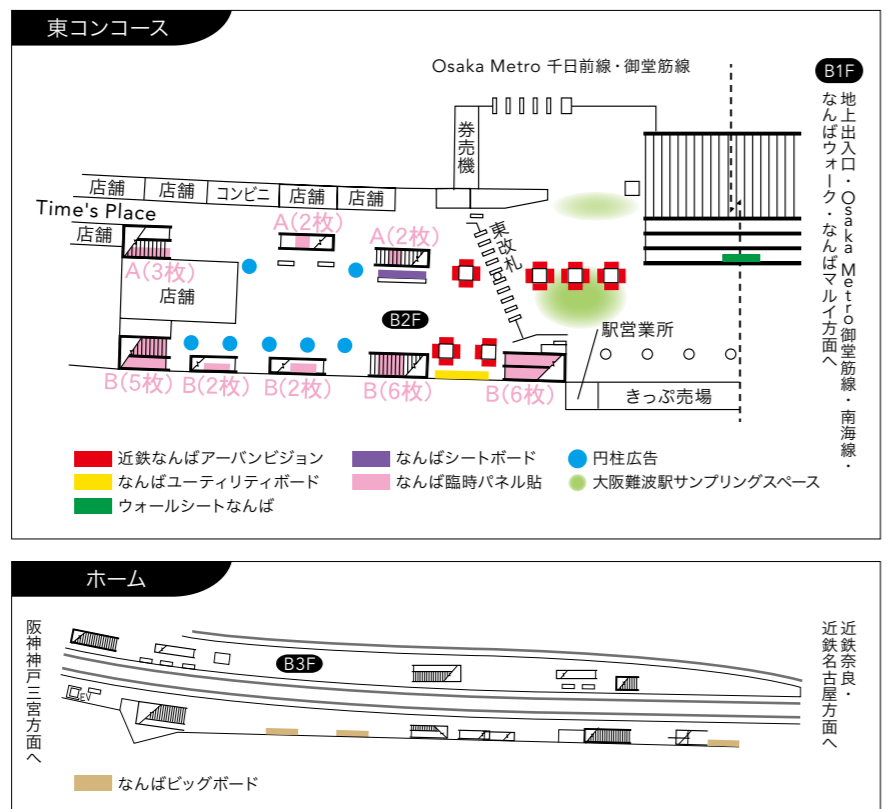 東コンコース
Osaka Metro 千日前線・御堂筋線
B1F
地上出入口・Osaka Metro御堂筋線・南海線・
なんばウォーク・なんばマルイ方面へ
券売機
店舗
店舗
コンビニ
店舗
店舗
Time's Place
店舗
A(2枚)
A(2枚)
東改札
A(3枚)
店舗
B2F
駅営業所
B(5枚)
B(2枚)
B(2枚)
B(6枚)
B(6枚)
きっぷ売場
近鉄なんばアーバンビジョン
なんばシートボード
円柱広告
なんばユーティリティボード
なんば臨時パネル貼
大阪難波駅サンプリングスペース
ウォールシートなんば
ホーム
阪神神戸三宮方面へ
B3F
近鉄奈良・
近鉄名古屋方面へ
EV
なんばビッグボード